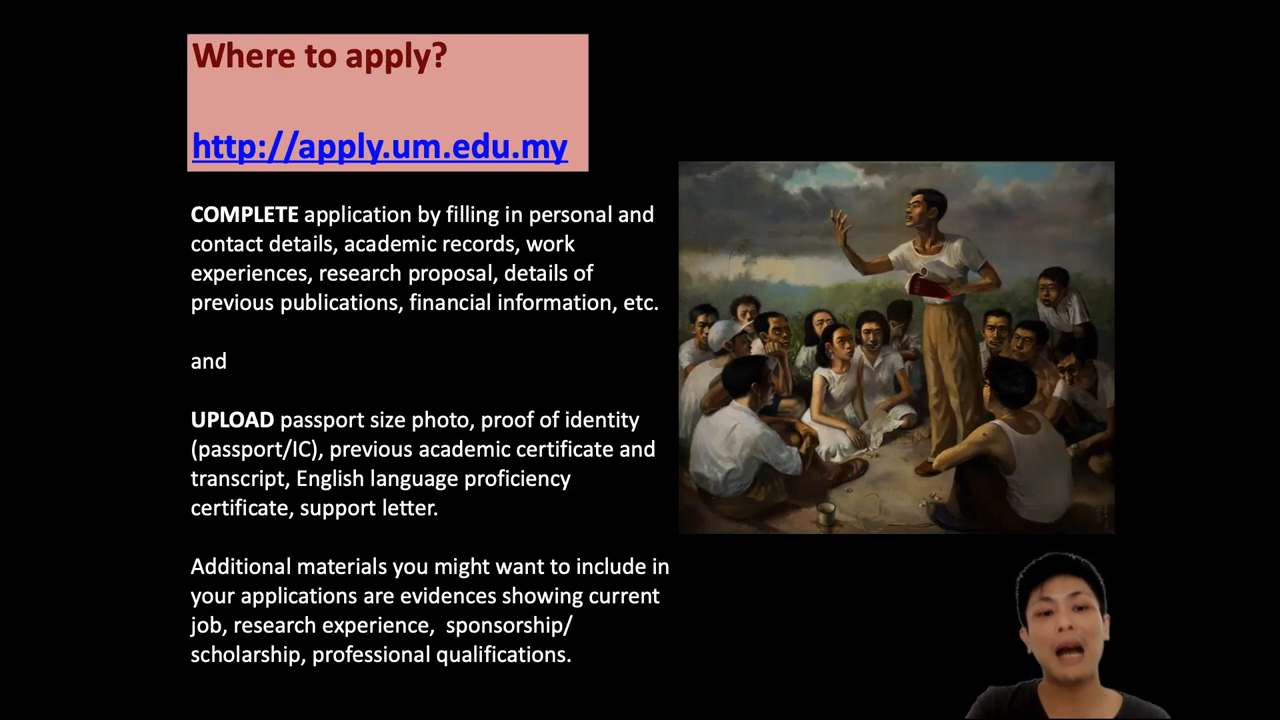 Where to apply?
http://apply.um.edu.my
COMPLETE application by filling in personal and
contact details, academic records, work
experiences, research proposal, details of
previous publications, financial information, etc.
and
UPLOAD passport size photo, proof of identity
(passport/IC), previous academic certificate and
transcript, English language proficiency
certificate, support letter.
Additional materials you might want to include in
your applications are evidences showing current
job, research experience,  sponsorship/
scholarship, professional qualifications.